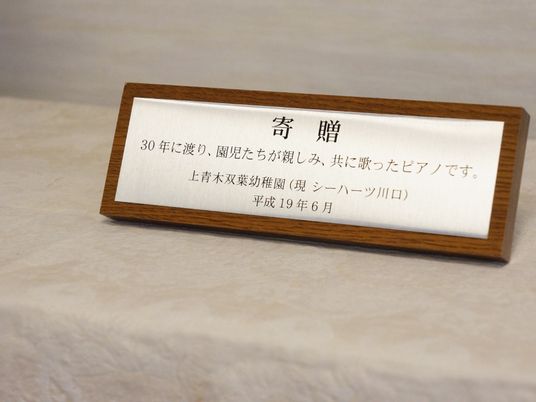 寄 贈
30年に渡り、園児たちが親しみ、共に歌ったピアノです。
上青木双葉幼稚園(現 シーハーツ川口)
平成19年6月